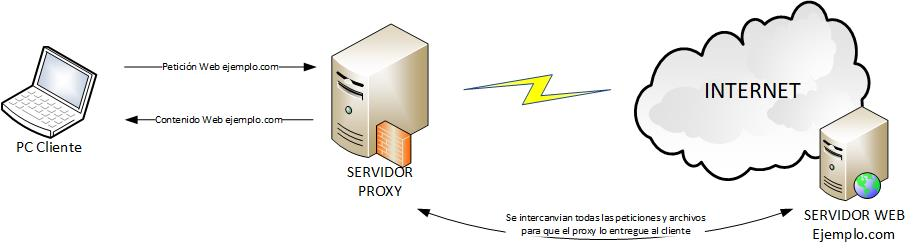 Petición Web ejemplo.com
Contenido Web ejemplo.com
PC Cliente
SERVIDOR
PROXY
INTERNET
SERVIDOR WEB
Ejemplo.com
Se intercanvian todas las peticiones y archivos
para que el proxy lo entregue al cliente